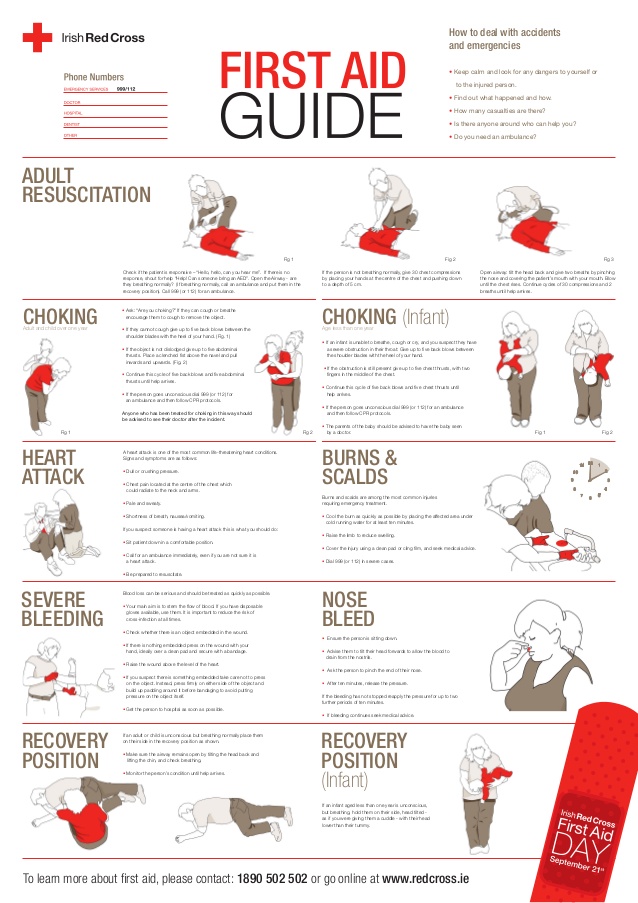 Irish Red Cross
Phone Numbers
EMERGENCY SERVICES 999/112
DOCTOR
HOSPITAL
DENTIST
OTHER
FIRST AID
GUIDE
How to deal with accidents
and emergencies
• Keep calm and look for any dangers to yourself or
to the injured person.
• Find out what happened and how.
• How many casualties are there?
• Is there anyone around who can help you?
• Do you need an ambulance?
ADULT
RESUSCITATION
Fig 1
Fig 2
Fig 3
Check if the patient is responsive – "Hello, hello, can you hear me". If there is no
response, shout for help "Help! Can someone bring an AED". Open the Airway - are
they breathing normally? (If breathing normally, call an ambulance and put them in the
recovery position). Call 999 (or 112) for an ambulance.
If the person is not breathing normally, give 30 chest compressions
by placing your hands at the centre of the chest and pushing down
to a depth of 5 cm.
Open airway: tilt the head back and give two breaths by pinching
the nose and covering the patient's mouth with your mouth. Blow
until the chest rises. Continue cycles of 30 compressions and 2
breaths until help arrives.
CHOKING
Adult and child over one year
• Ask: "Are you choking?" If they can cough or breathe
encourage them to cough to remove the object.
• If they cannot cough give up to five back blows between the
shoulder blades with the heel of your hand. (Fig. 1)
• If the object is not dislodged give up to five abdominal
thrusts. Place a clenched fist above the navel and pull
inwards and upwards. (Fig. 2)
• Continue this cycle of five back blows and five abdominal
thrusts until help arrives.
• If the person goes unconscious dial 999 (or 112) for
an ambulance and then follow CPR protocols.
Anyone who has been treated for choking in this way should
be advised to see their doctor after the incident.
Fig 1
Fig 2
CHOKING (Infant)
Age less than one year
• If an infant is unable to breathe, cough or cry, and you suspect they have
a severe obstruction in their throat. Give up to five back blows between
the shoulder blades with the heel of your hand.
• If the obstruction is still present give up to five chest thrusts, with two
fingers in the middle of the chest.
• Continue this cycle of five back blows and five chest thrusts until
help arrives.
• If the person goes unconscious dial 999 (or 112) for an ambulance
and then follow CPR protocols.
• The parents of the baby should be advised to have the baby seen
by a doctor.
Fig 1
Fig 2
HEART
ATTACK
A heart attack is one of the most common life-threatening heart conditions.
Signs and symptoms are as follows:
• Dull or crushing pressure.
• Chest pain located at the centre of the chest which
could radiate to the neck and arms.
• Pale and sweaty.
• Shortness of breath/ nausea/vomiting.
If you suspect someone is having a heart attack this is what you should do:
• Sit patient down in a comfortable position.
• Call for an ambulance immediately, even if you are not sure it is
a heart attack.
• Be prepared to resuscitate.
BURNS &
SCALDS
Burns and scalds are among the most common injuries
requiring emergency treatment.
• Cool the burn as quickly as possible by placing the affected area under
cold running water for at least ten minutes.
• Raise the limb to reduce swelling.
• Cover the injury using a clean pad or cling film, and seek medical advice.
• Dial 999 (or 112) in severe cases.
SEVERE
BLEEDING
Blood loss can be serious and should be treated as quickly as possible.
• Your main aim is to stem the flow of blood. If you have disposable
gloves available, use them. It is important to reduce the risk of
cross infection at all times.
• Check whether there is an object embedded in the wound.
• If there is nothing embedded press on the wound with your
hand, ideally over a clean pad and secure with a bandage.
• Raise the wound above the level of the heart.
• If you suspect there is something embedded take care not to press
on the object. Instead, press firmly on either side of the object and
build up padding around it before bandaging to avoid putting
pressure on the object itself.
• Get the person to hospital as soon as possible.
NOSE
BLEED
• Ensure the person is sitting down.
• Advise them to tilt their head forwards to allow the blood to
drain from the nostrils.
• Ask the person to pinch the end of their nose.
• After ten minutes, release the pressure.
If the bleeding has not stopped reapply the pressure for up to two
further periods of ten minutes.
• If bleeding continues seek medical advice.
RECOVERY
POSITION
If an adult or child is unconscious but breathing normally place them
on their side in the recovery position as shown.
• Make sure the airway remains open by tilting the head back and
lifting the chin, and check breathing.
• Monitor the person's condition until help arrives.
RECOVERY
POSITION
(Infant)
If an infant aged less than one year is unconscious,
but breathing, hold them on their side, head tilted -
as if you were giving them a cuddle - with their head
lower than their tummy.
Irish Red Cross
First Aid
DAY
September 21st
To learn more about first aid, please contact: 1890 502 502 or go online at www.redcross.ie